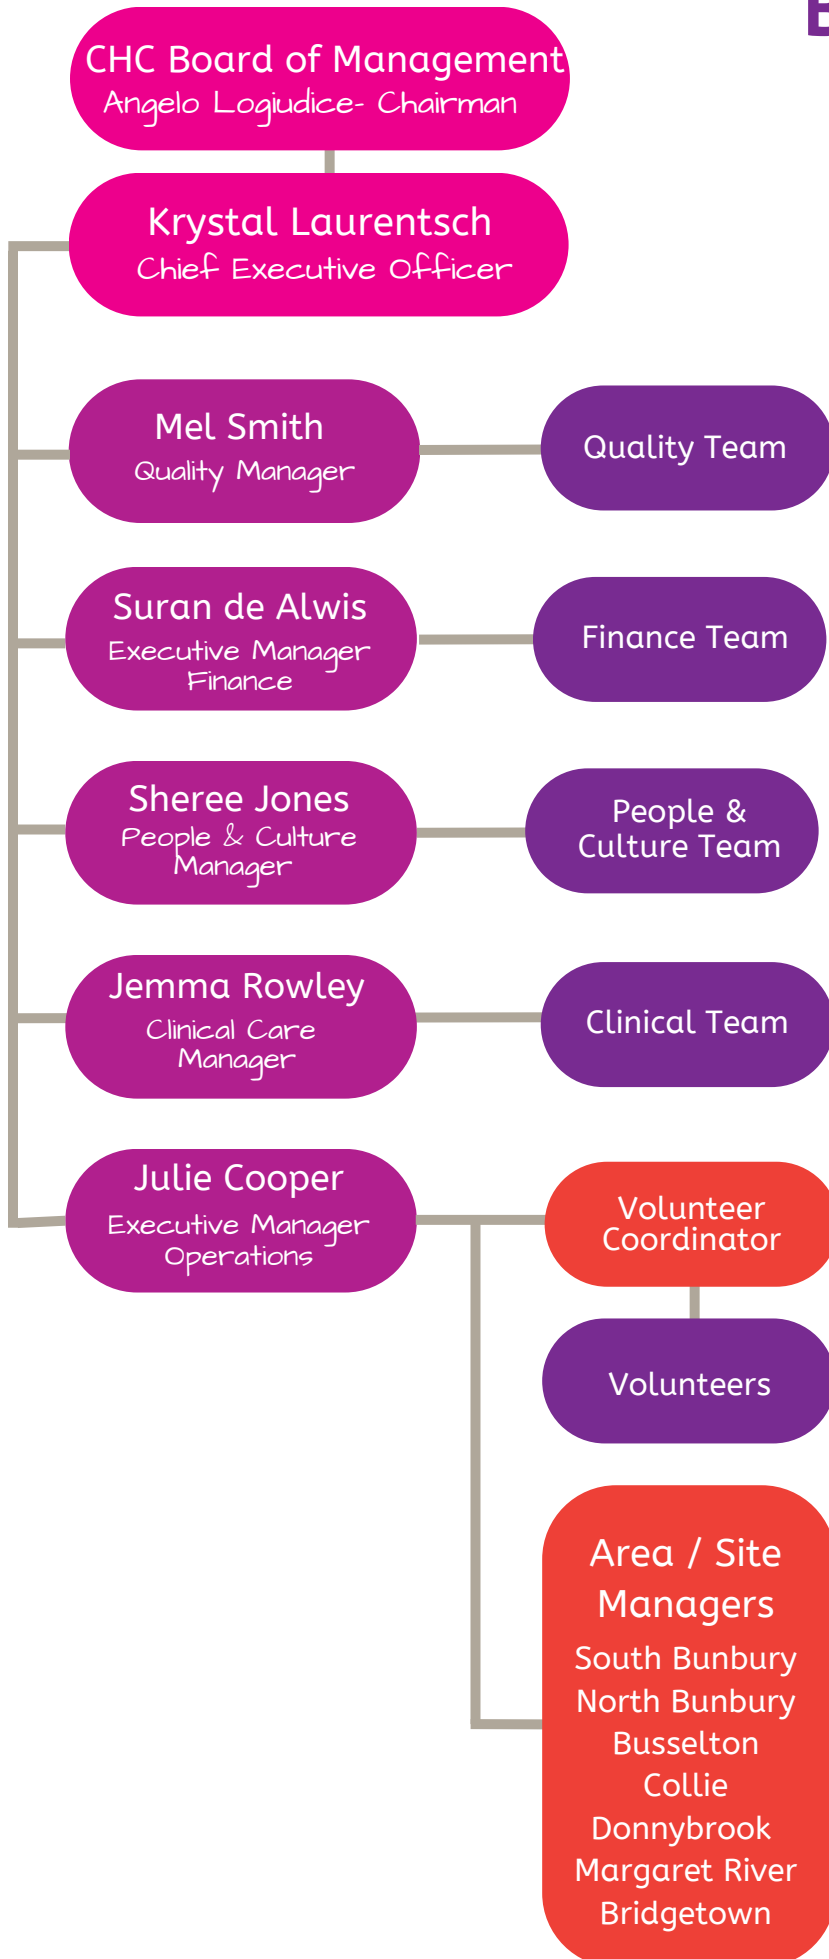 CHC Board of Management
Angelo Logiudice- Chairman
Krystal Laurentsch
Chief Executive Officer
Mel Smith
Quality Manager
Quality Team
Suran de Alwis
Executive Manager
Finance
Finance Team
Sheree Jones
People & Culture
Manager
People &
Culture Team
Jemma Rowley
Clinical Care
Manager
Clinical Team
Julie Cooper
Executive Manager
Operations
Volunteer
Coordinator
Volunteers
Area / Site
Managers
South Bunbury
North Bunbury
Busselton
Collie
Donnybrook
Margaret River
Bridgetown